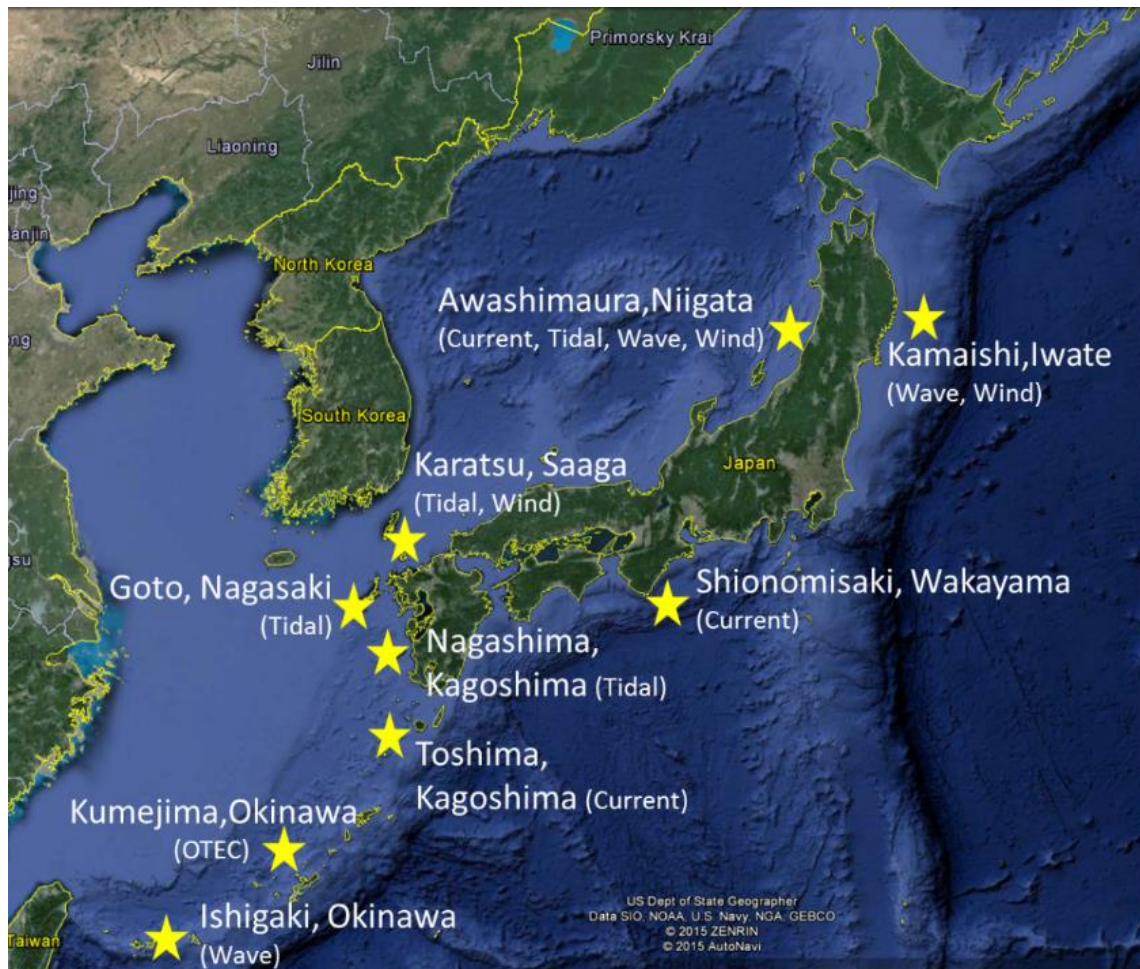 Primorsky Krai
Jilin
Liaoning
jing
ianjin
North Korea
Awashimaura,Niigata
(Current, Tidal, Wave, Wind)
Kamaishi,Iwate
(Wave, Wind)
ong
South Korea
Karatsu, Saaga
(Tidal, Wind)
Japan
gsu
Goto, Nagasaki
(Tidal)
Shionomisaki, Wakayama
(Current)
Nagashima,
Kagoshima (Tidal)
Toshima,
Kagoshima (Current)
Kumejima,Okinawa
(OTEC)
Ishigaki, Okinawa
(Wave)
Taiwan
US Dept of State Geographer
Data SIO, NOAA, U.S. Navy, NGA, GEBCO
© 2015 ZENRIN
© 2015 AutoNavi